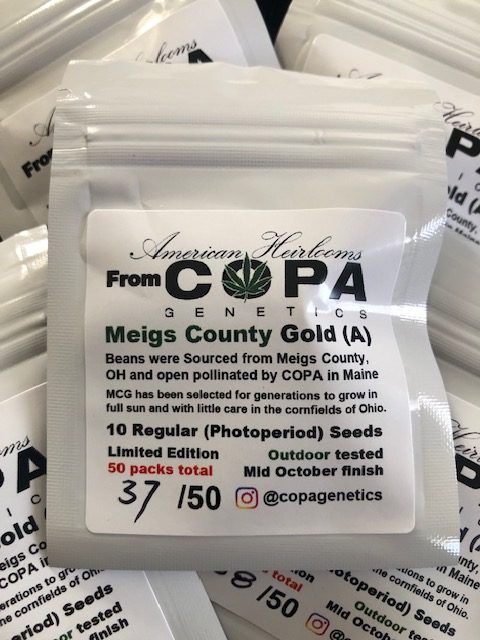 American Heirlooms
From COPA
GENETICS
Meigs County Gold (A)
Beans were Sourced from Meigs County,
OH and open pollinated by COPA in Maine
MCG has been selected for generations to grow in
full sun and with little care in the cornfields of Ohio.
10 Regular (Photoperiod) Seeds
Limited Edition Outdoor tested
50 packs total Mid October finish
37 /50 @copagenetics